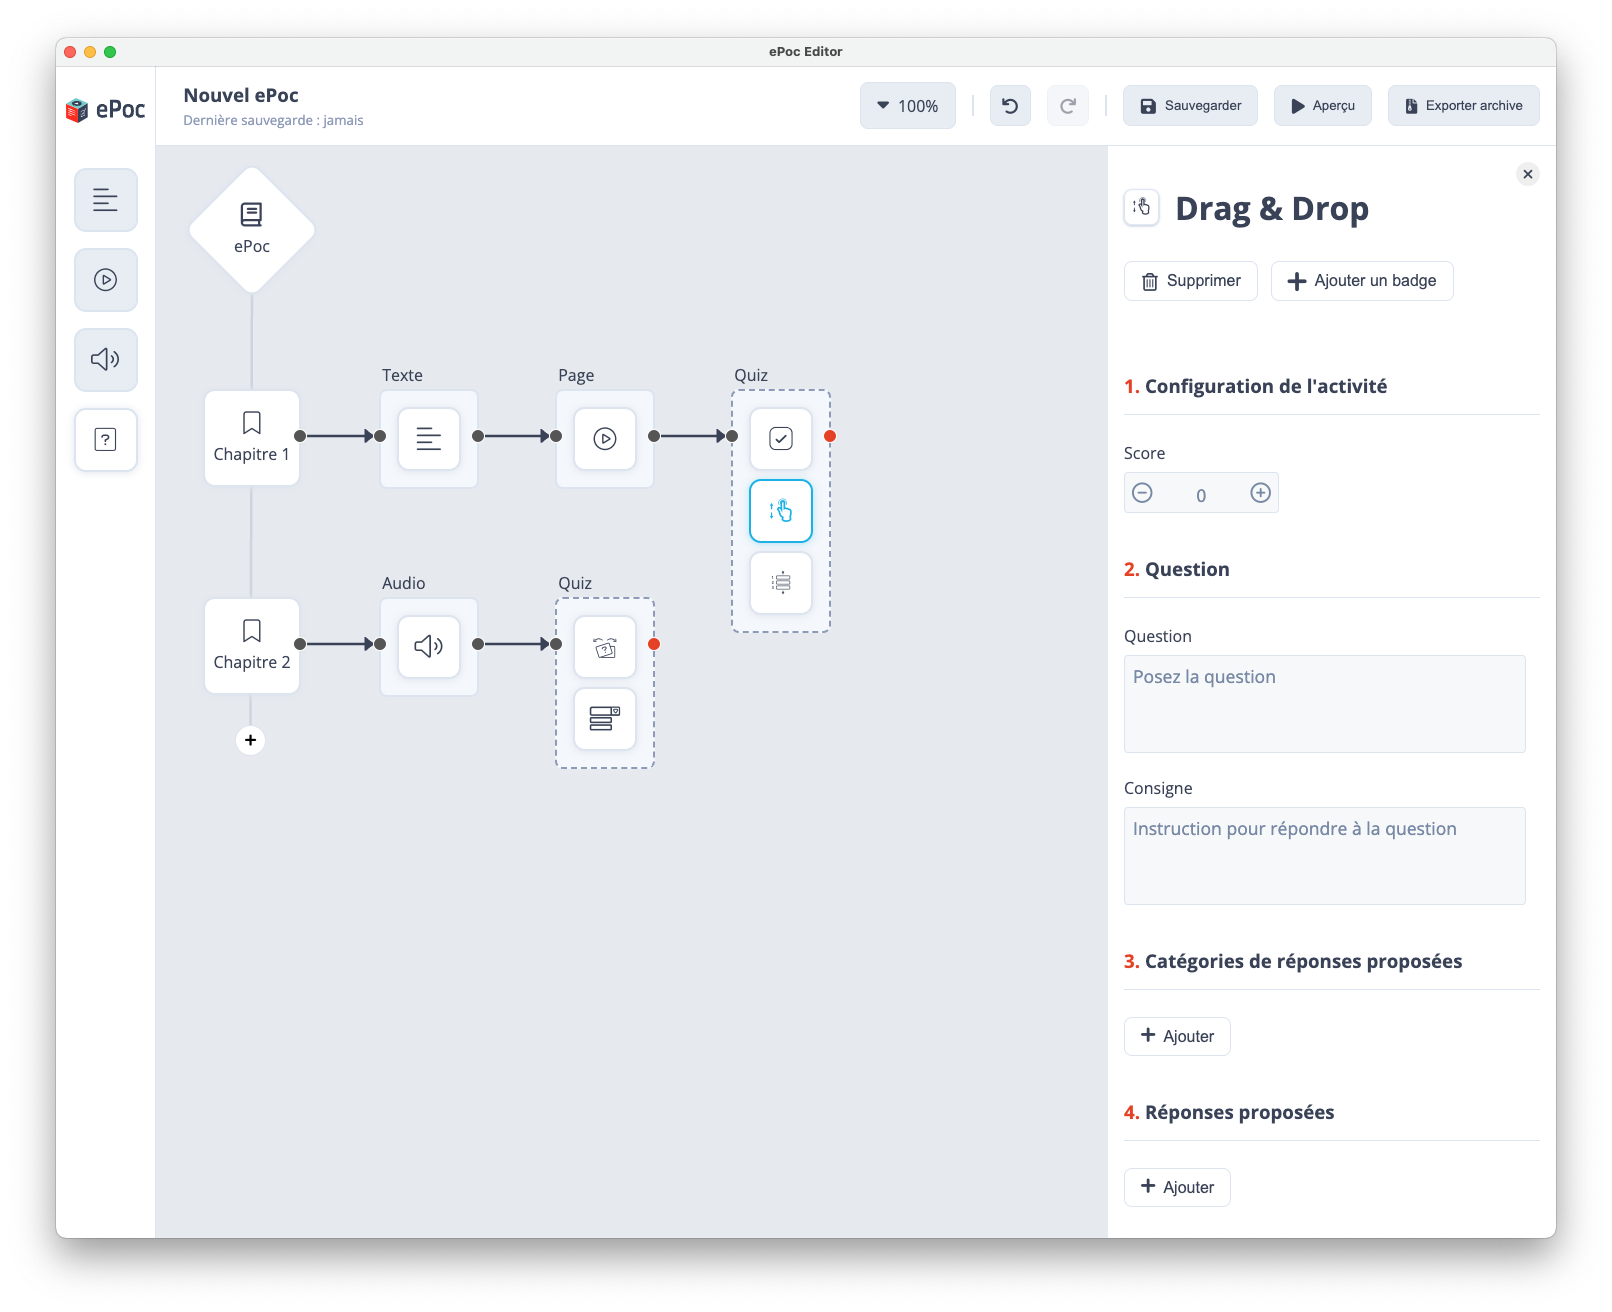 ePoc Editor
ePoc
Nouvel ePoc
Dernière sauvegarde : jamais
100%
Sauvegarder
Aperçu
Exporter archive
ePoc
Texte
Page
Quiz
Chapitre 1
Audio
Quiz
Chapitre 2
Drag & Drop
Supprimer
Ajouter un badge
1. Configuration de l'activité
Score
0
2. Question
Question
Posez la question
Consigne
Instruction pour répondre à la question
3. Catégories de réponses proposées
Ajouter
4. Réponses proposées
Ajouter